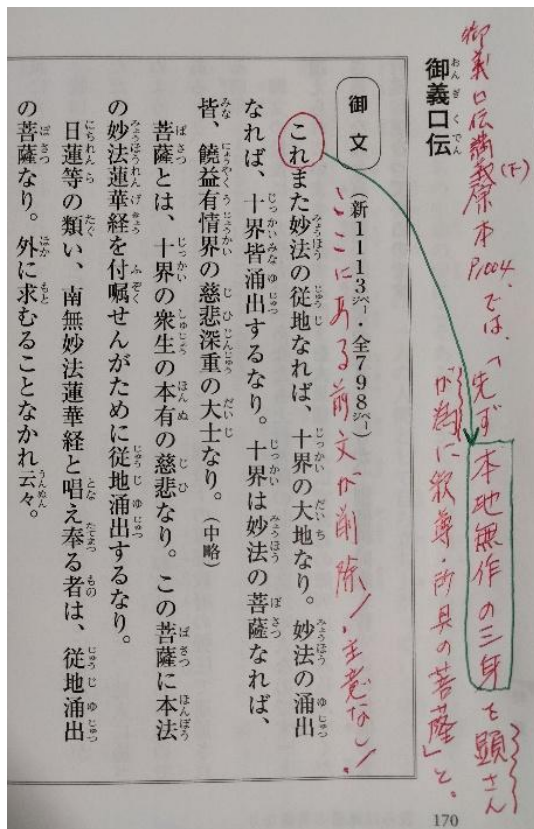 御義口伝講義原本(下)P1004.では、「先ず本地無作の三身を顕さん
が為に釈尊・所具の菩薩」と。
御義口伝
御文
(新1113ページ・全798ページ)
ここにある前文が削除!主意なし!
これまた妙法の従地なれば、十界の大地なり。妙法の涌出
なれば、十界皆涌出するなり。十界は妙法の菩薩なれば、
皆、饒益有情界の慈悲深重の大士なり。(中略)
菩薩とは、十界の衆生の本有の慈悲なり。この菩薩に本法
の妙法蓮華経を付嘱せんがために従地涌出するなり。
日蓮等の類い、南無妙法蓮華経と唱え奉る者は、従地涌出
の菩薩なり。外に求むることなかれ云々。
170